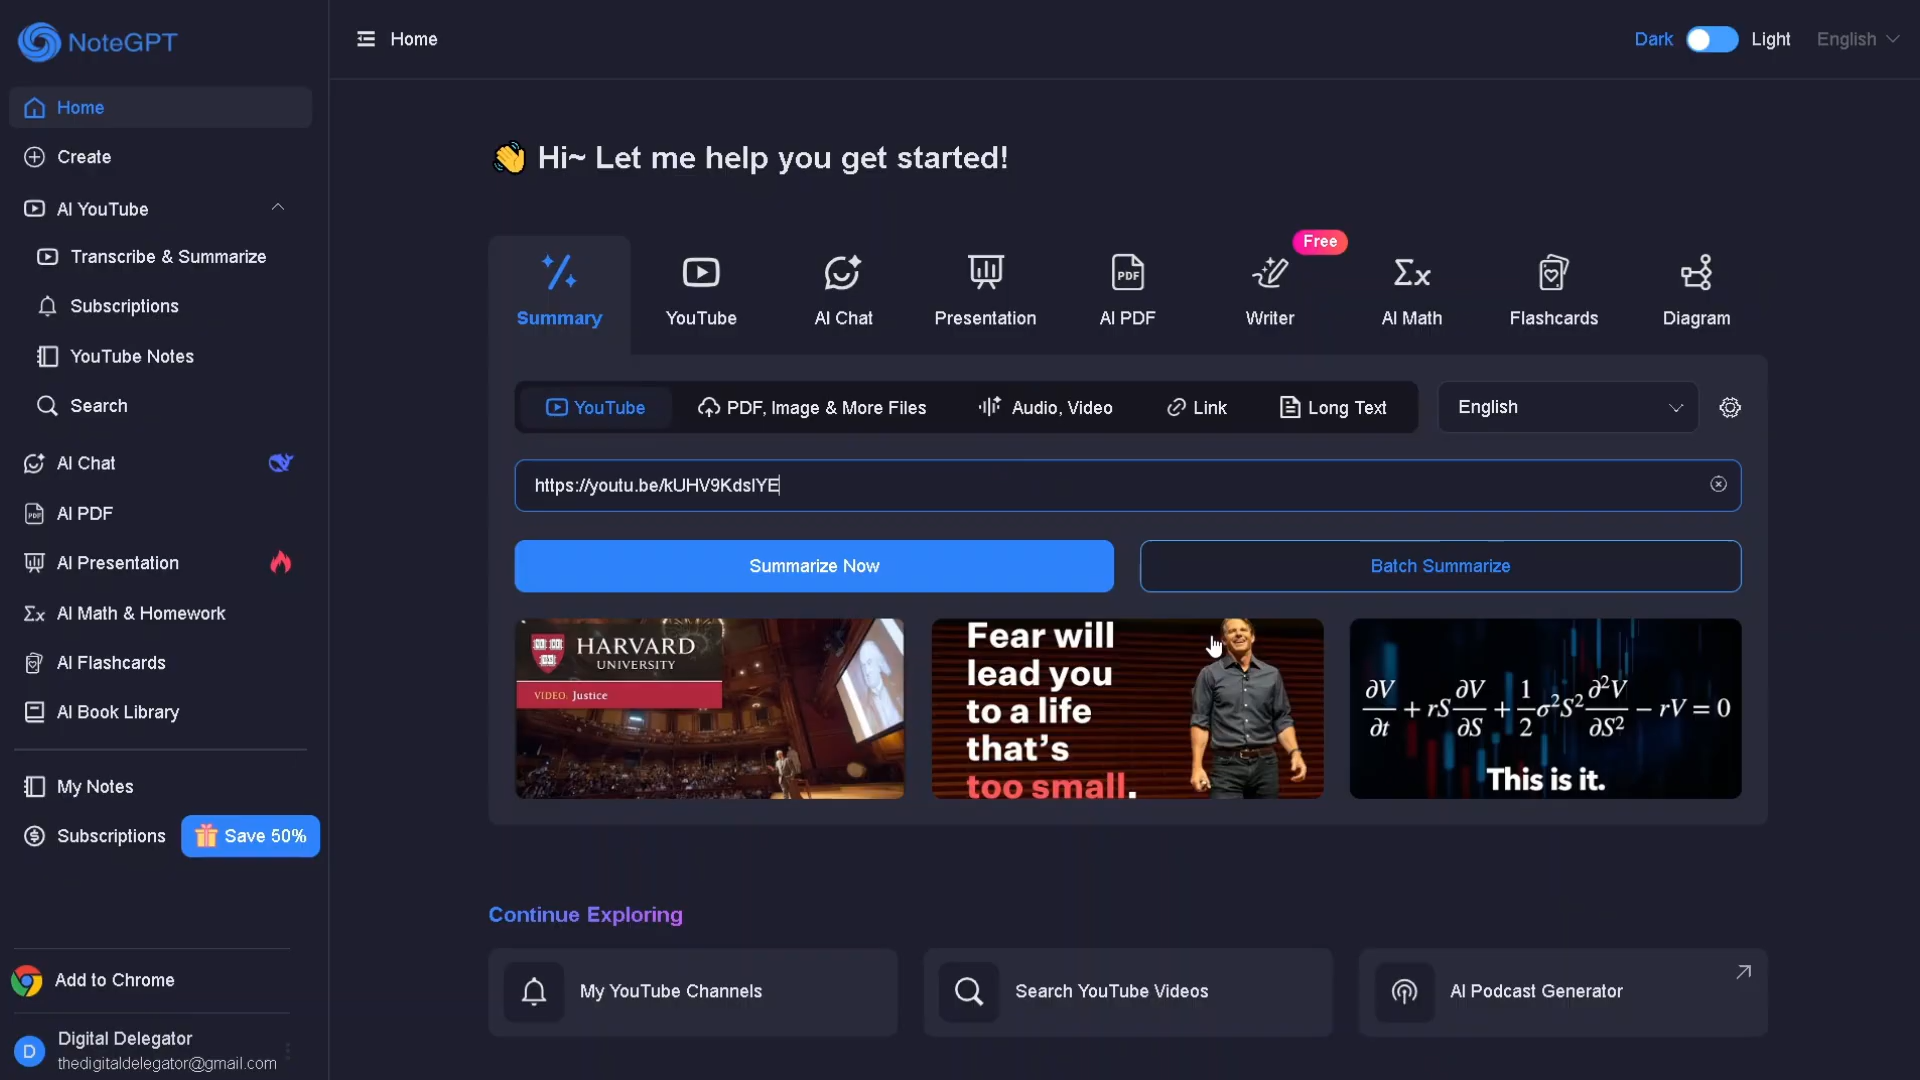 NoteGPT
Home
Create
AI YouTube
Transcribe & Summarize
Subscriptions
YouTube Notes
Search
AI Chat
AI PDF
AI Presentation
AI Math & Homework
AI Flashcards
AI Book Library
My Notes
Subscriptions
Save 50%
Add to Chrome
D
Digital Delegator
thedigitaldelegator@gmail.com
Home
Dark
Light
English
Hi~ Let me help you get started!
Free
Summary
YouTube
AI Chat
Presentation
PDF
AI PDF
Writer
Σx
AI Math
Flashcards
Diagram
YouTube
PDF, Image & More Files
Audio, Video
Link
Long Text
English
https://youtu.be/kUHV9KdslYE
Summarize Now
Batch Summarize
HARVARD
UNIVERSITY
VIDEO: Justice
Fear will
lead you
to a life
that's
too small.
∂V/∂t + rS ∂V/∂S + 1/2 σ²S² ∂²V/∂S² − rV = 0
This is it.
Continue Exploring
My YouTube Channels
Search YouTube Videos
AI Podcast Generator